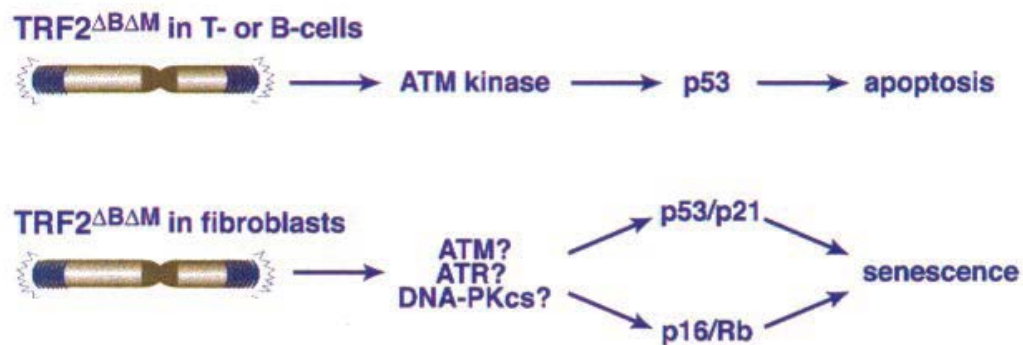 TRF2ΔBΔM in T- or B-cells
ATM kinase p53 apoptosis
TRF2ΔBΔM in fibroblasts
p53/p21
ATM?
ATR?
DNA-PKcs?
senescence
p16/Rb